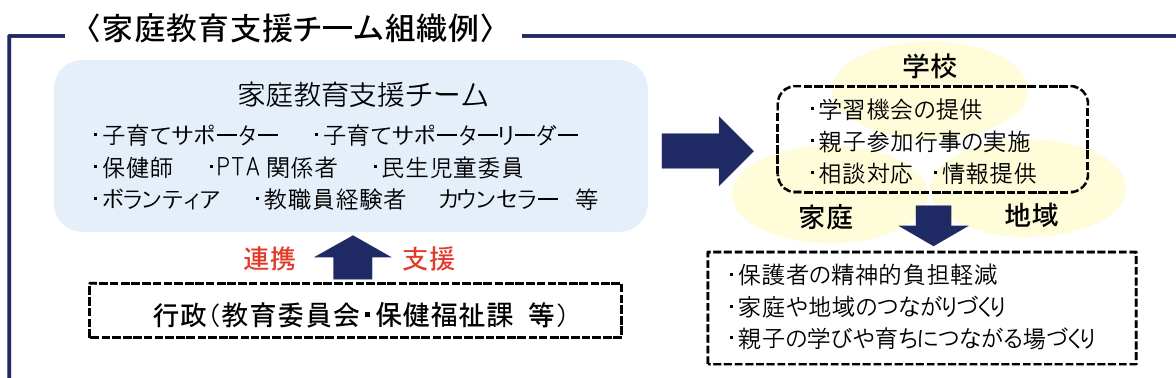 〈家庭教育支援チーム組織例〉
家庭教育支援チーム
・子育てサポーター　・子育てサポーターリーダー
・保健師　・PTA 関係者　・民生児童委員
・ボランティア　・教職員経験者　カウンセラー　等
連携　支援
行政（教育委員会・保健福祉課　等）
学校
・学習機会の提供
・親子参加行事の実施
・相談対応　・情報提供
家庭　地域
・保護者の精神的負担軽減
・家庭や地域のつながりづくり
・親子の学びや育ちにつながる場づくり